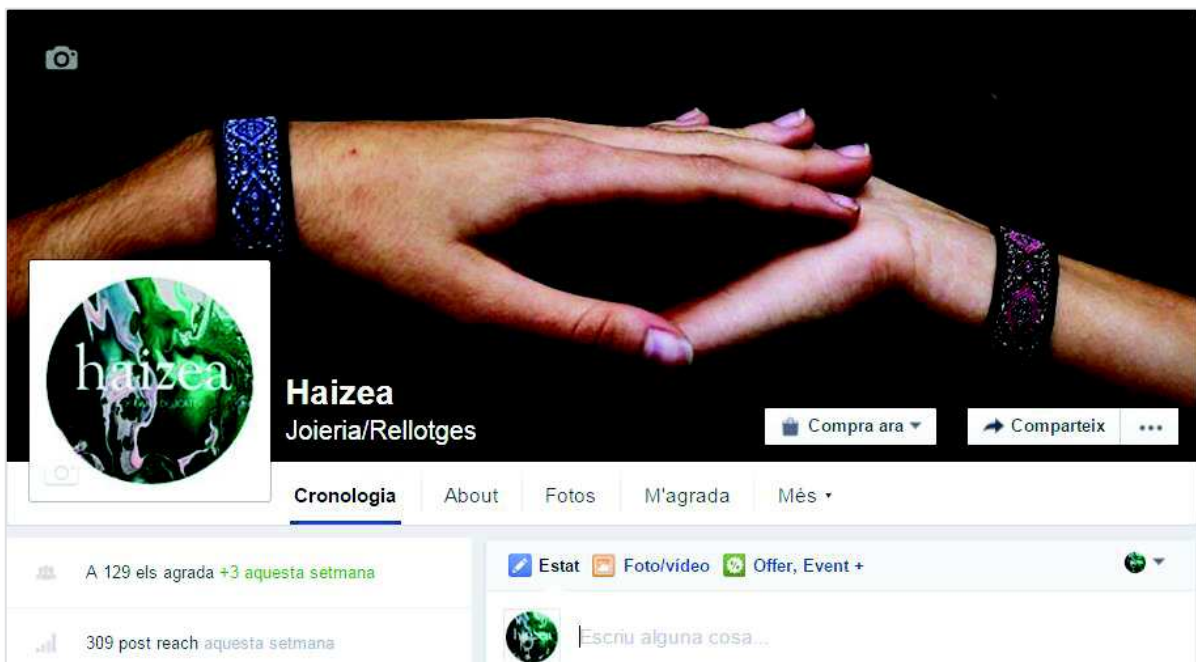 haizea
Haizea
Joieria/Rellotges
Compra ara
Comparteix
Cronologia
About
Fotos
M'agrada
Més
A 129 els agrada +3 aquesta setmana
309 post reach aquesta setmana
Estat
Foto/vídeo
Offer, Event +
haizea
Escriu alguna cosa...